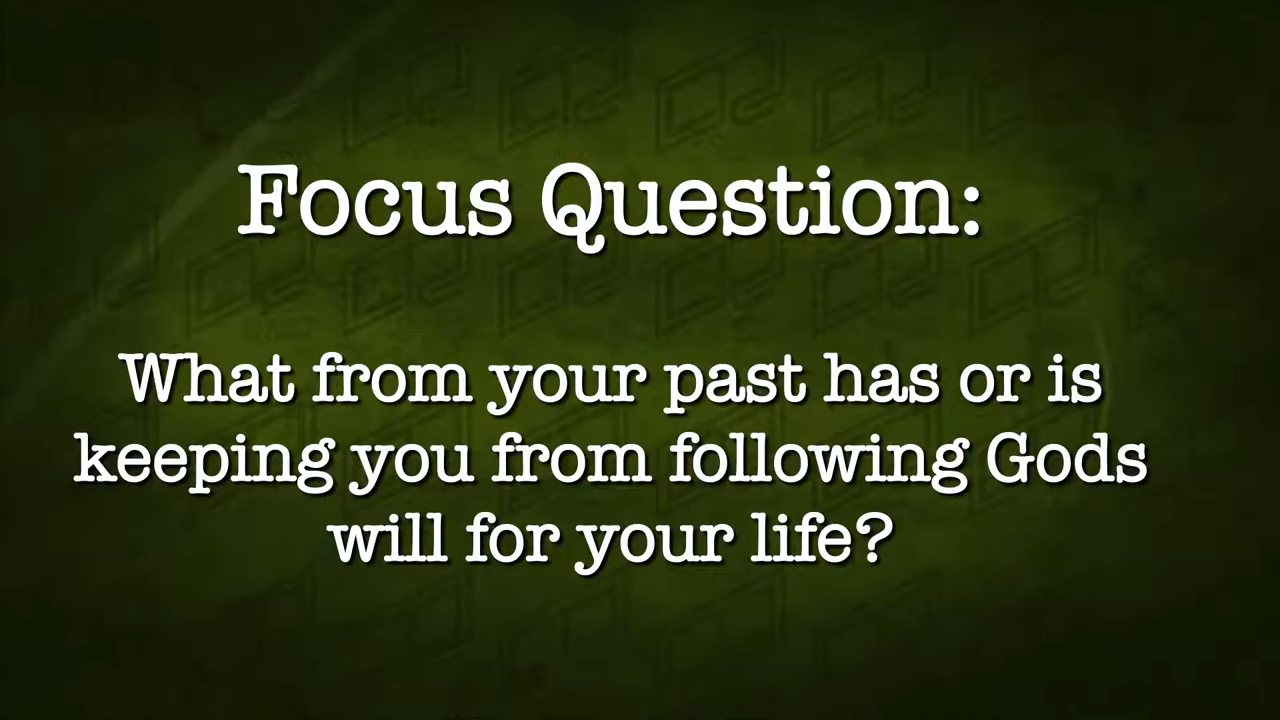 Focus Question:
What from your past has or is
keeping you from following Gods
will for your life?